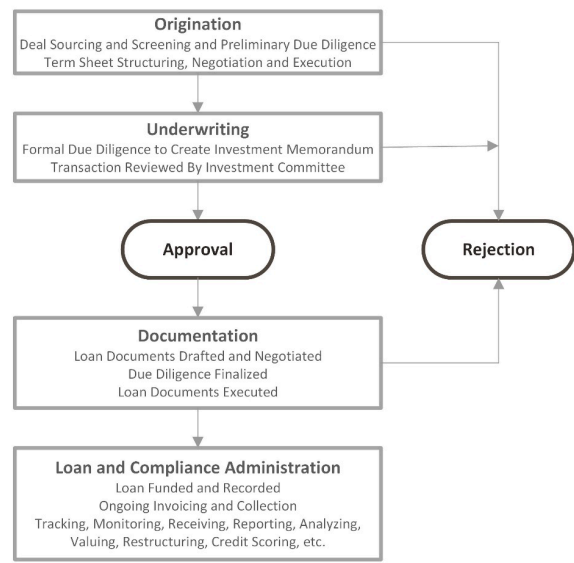 Origination
Deal Sourcing and Screening and Preliminary Due Diligence
Term Sheet Structuring, Negotiation and Execution
Underwriting
Formal Due Diligence to Create Investment Memorandum
Transaction Reviewed By Investment Committee
Approval
Rejection
Documentation
Loan Documents Drafted and Negotiated
Due Diligence Finalized
Loan Documents Executed
Loan and Compliance Administration
Loan Funded and Recorded
Ongoing Invoicing and Collection
Tracking, Monitoring, Receiving, Reporting, Analyzing,
Valuing, Restructuring, Credit Scoring, etc.